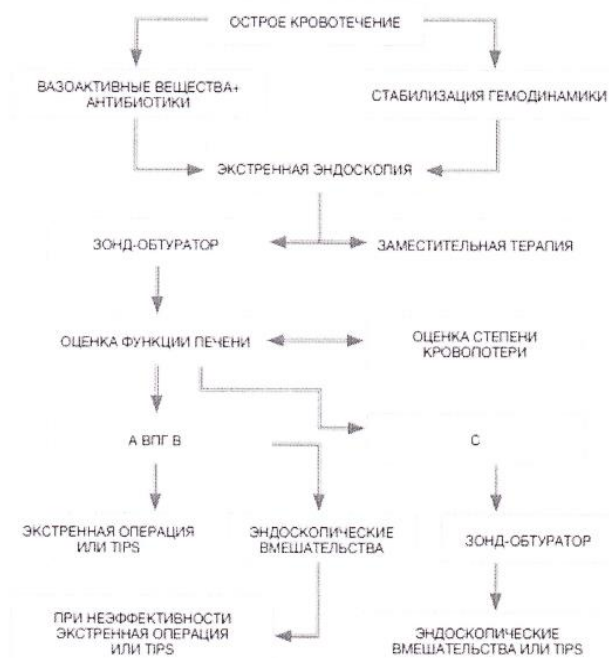 ОСТРОЕ КРОВОТЕЧЕНИЕ
ВАЗОАКТИВНЫЕ ВЕЩЕСТВА+
АНТИБИОТИКИ
СТАБИЛИЗАЦИЯ ГЕМОДИНАМИКИ
ЭКСТРЕННАЯ ЭНДОСКОПИЯ
ЗОНД-ОБТУРАТОР
ЗАМЕСТИТЕЛЬНАЯ ТЕРАПИЯ
ОЦЕНКА ФУНКЦИИ ПЕЧЕНИ
ОЦЕНКА СТЕПЕНИ
КРОВОПОТЕРИ
А ВПГ В
С
ЭКСТРЕННАЯ ОПЕРАЦИЯ
ИЛИ TIPS
ЭНДОСКОПИЧЕСКИЕ
ВМЕШАТЕЛЬСТВА
ЗОНД-ОБТУРАТОР
ПРИ НЕЭФФЕКТИВНОСТИ
ЭКСТРЕННАЯ ОПЕРАЦИЯ
ИЛИ TIPS
ЭНДОСКОПИЧЕСКИЕ
ВМЕШАТЕЛЬСТВА ИЛИ TIPS